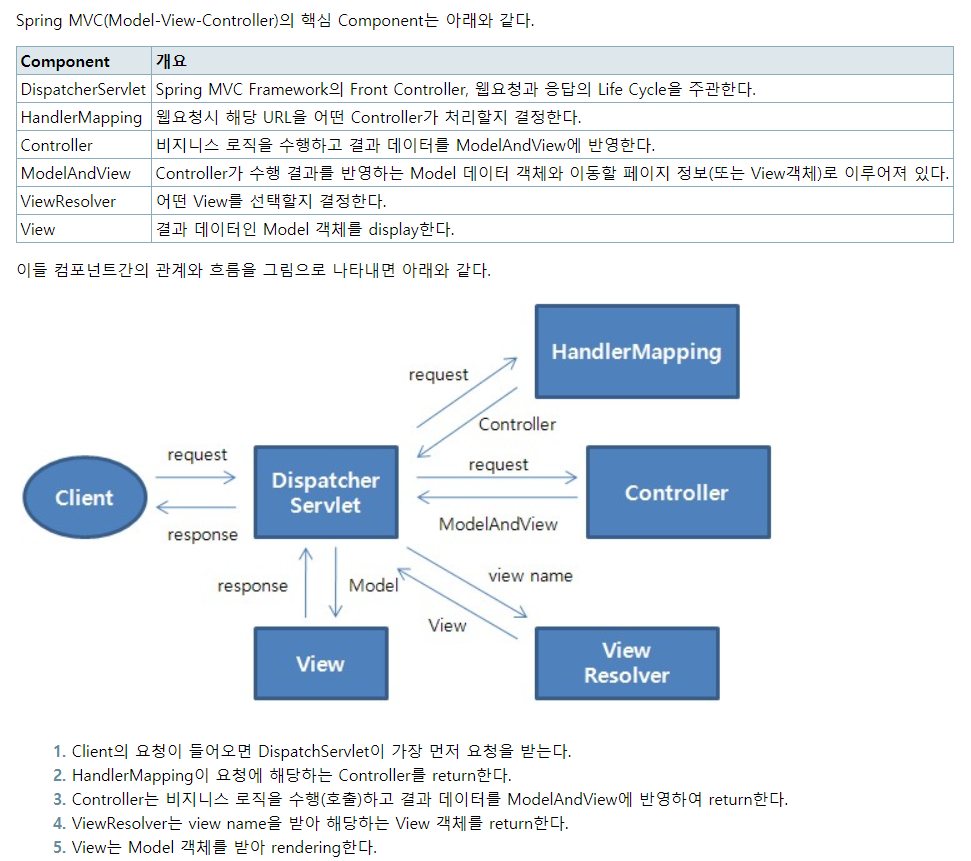 Spring MVC(Model-View-Controller)의 핵심 Component는 아래와 같다.
Component 개요
DispatcherServlet Spring MVC Framework의 Front Controller, 웹요청과 응답의 Life Cycle을 주관한다.
HandlerMapping 웹요청시 해당 URL을 어떤 Controller가 처리할지 결정한다.
Controller 비지니스 로직을 수행하고 결과 데이터를 ModelAndView에 반영한다.
ModelAndView Controller가 수행 결과를 반영하는 Model 데이터 객체와 이동할 페이지 정보(또는 View객체)로 이루어져 있다.
ViewResolver 어떤 View를 선택할지 결정한다.
View 결과 데이터인 Model 객체를 display한다.
이들 컴포넌트간의 관계와 흐름을 그림으로 나타내면 아래와 같다.
HandlerMapping
request
Controller
request
request
Client
Dispatcher
Servlet
Controller
response
ModelAndView
response
Model
view name
View
View
View
Resolver
1. Client의 요청이 들어오면 DispatchServlet이 가장 먼저 요청을 받는다.
2. HandlerMapping이 요청에 해당하는 Controller를 return한다.
3. Controller는 비지니스 로직을 수행(호출)하고 결과 데이터를 ModelAndView에 반영하여 return한다.
4. ViewResolver는 view name을 받아 해당하는 View 객체를 return한다.
5. View는 Model 객체를 받아 rendering한다.